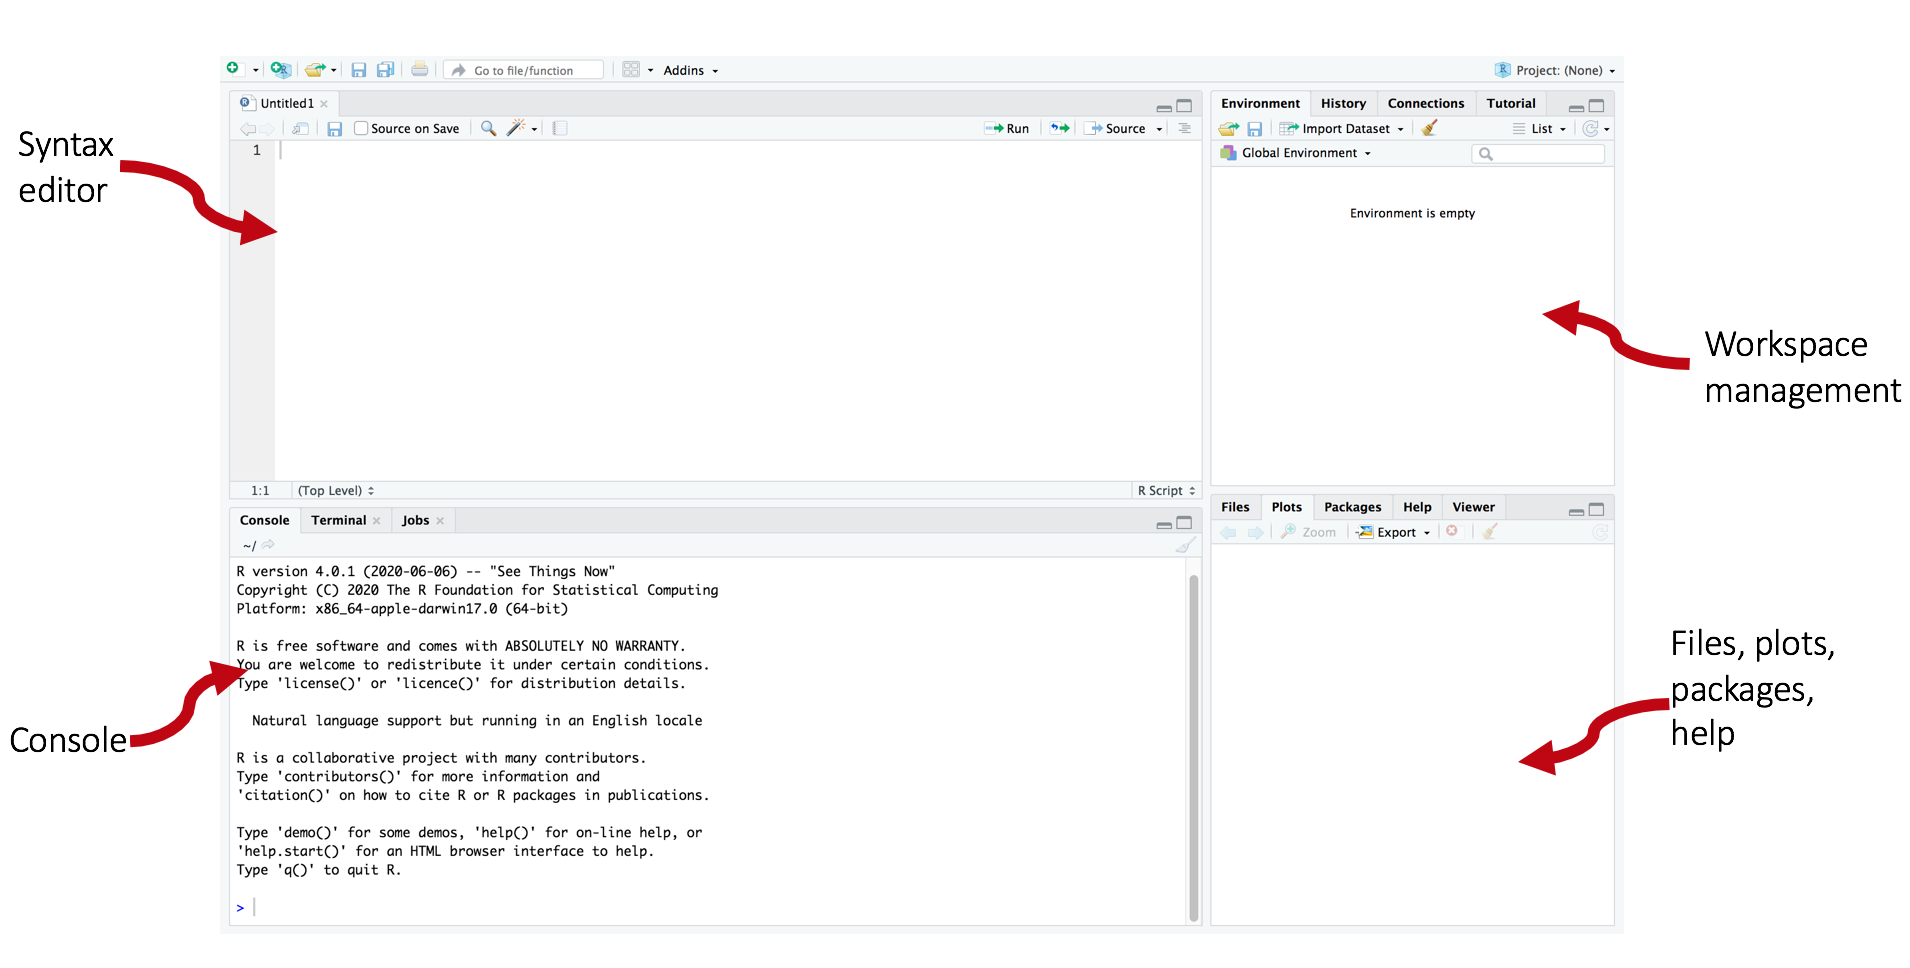 Go to file/function
Addins
Project: (None)
Untitled1
Source on Save
Run
Source
1
1:1 (Top Level)
R Script
Syntax
editor
Environment History Connections Tutorial
Import Dataset
List
Global Environment
Environment is empty
Workspace
management
Console Terminal Jobs
~/
R version 4.0.1 (2020-06-06) -- "See Things Now"
Copyright (C) 2020 The R Foundation for Statistical Computing
Platform: x86_64-apple-darwin17.0 (64-bit)
R is free software and comes with ABSOLUTELY NO WARRANTY.
You are welcome to redistribute it under certain conditions.
Type 'license()' or 'licence()' for distribution details.
Natural language support but running in an English locale
R is a collaborative project with many contributors.
Type 'contributors()' for more information and
'citation()' on how to cite R or R packages in publications.
Type 'demo()' for some demos, 'help()' for on-line help, or
'help.start()' for an HTML browser interface to help.
Type 'q()' to quit R.
>
Console
Files Plots Packages Help Viewer
Zoom
Export
Files, plots,
packages,
help